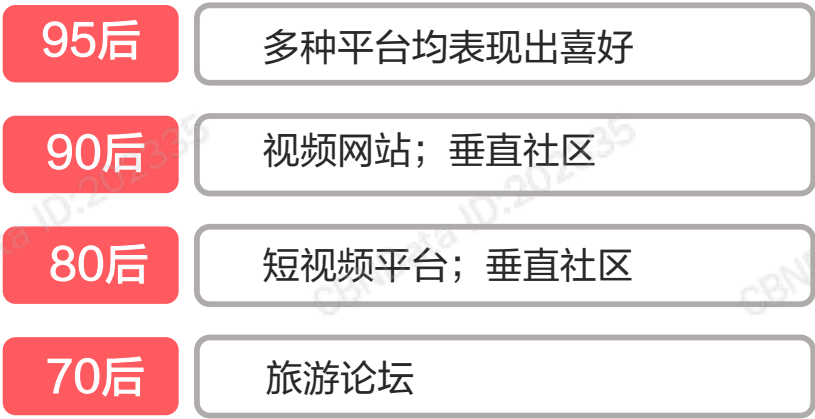 95后
多种平台均表现出喜好
90后
视频网站；垂直社区
80后
短视频平台；垂直社区
70后
旅游论坛